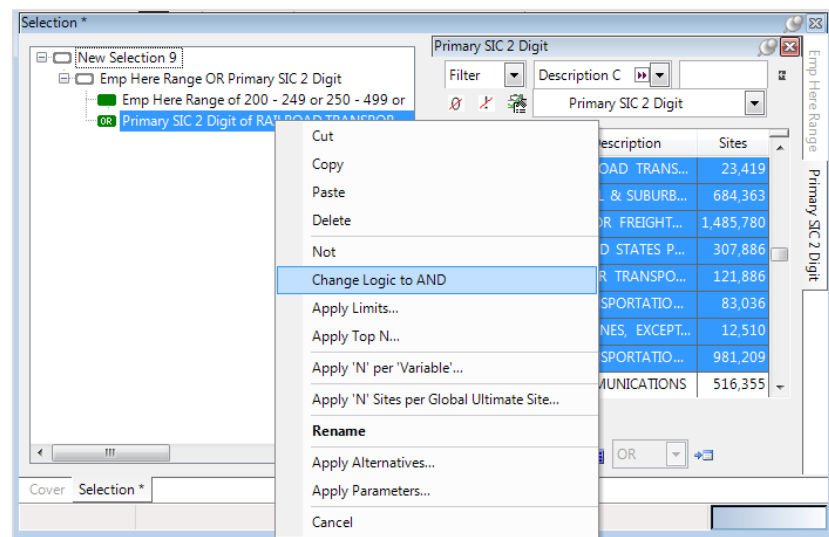 Selection *
New Selection 9
Emp Here Range OR Primary SIC 2 Digit
Emp Here Range of 200 - 249 or 250 - 499 or
OR Primary SIC 2 Digit of RAILROAD TRANSPOR
Primary SIC 2 Digit
Filter
Description C
Primary SIC 2 Digit
Description Sites
OAD TRANS... 23,419
L & SUBURB... 684,363
OR FREIGHT... 1,485,780
D STATES P... 307,886
R TRANSPO... 121,886
SPORTATIO... 83,036
NES, EXCEPT... 12,510
SPORTATIO... 981,209
MUNICATIONS 516,355
OR
Emp Here Range
Primary SIC 2 Digit
Cut
Copy
Paste
Delete
Not
Change Logic to AND
Apply Limits...
Apply Top N...
Apply 'N' per 'Variable'...
Apply 'N' Sites per Global Ultimate Site...
Rename
Apply Alternatives...
Apply Parameters...
Cancel
Cover Selection *